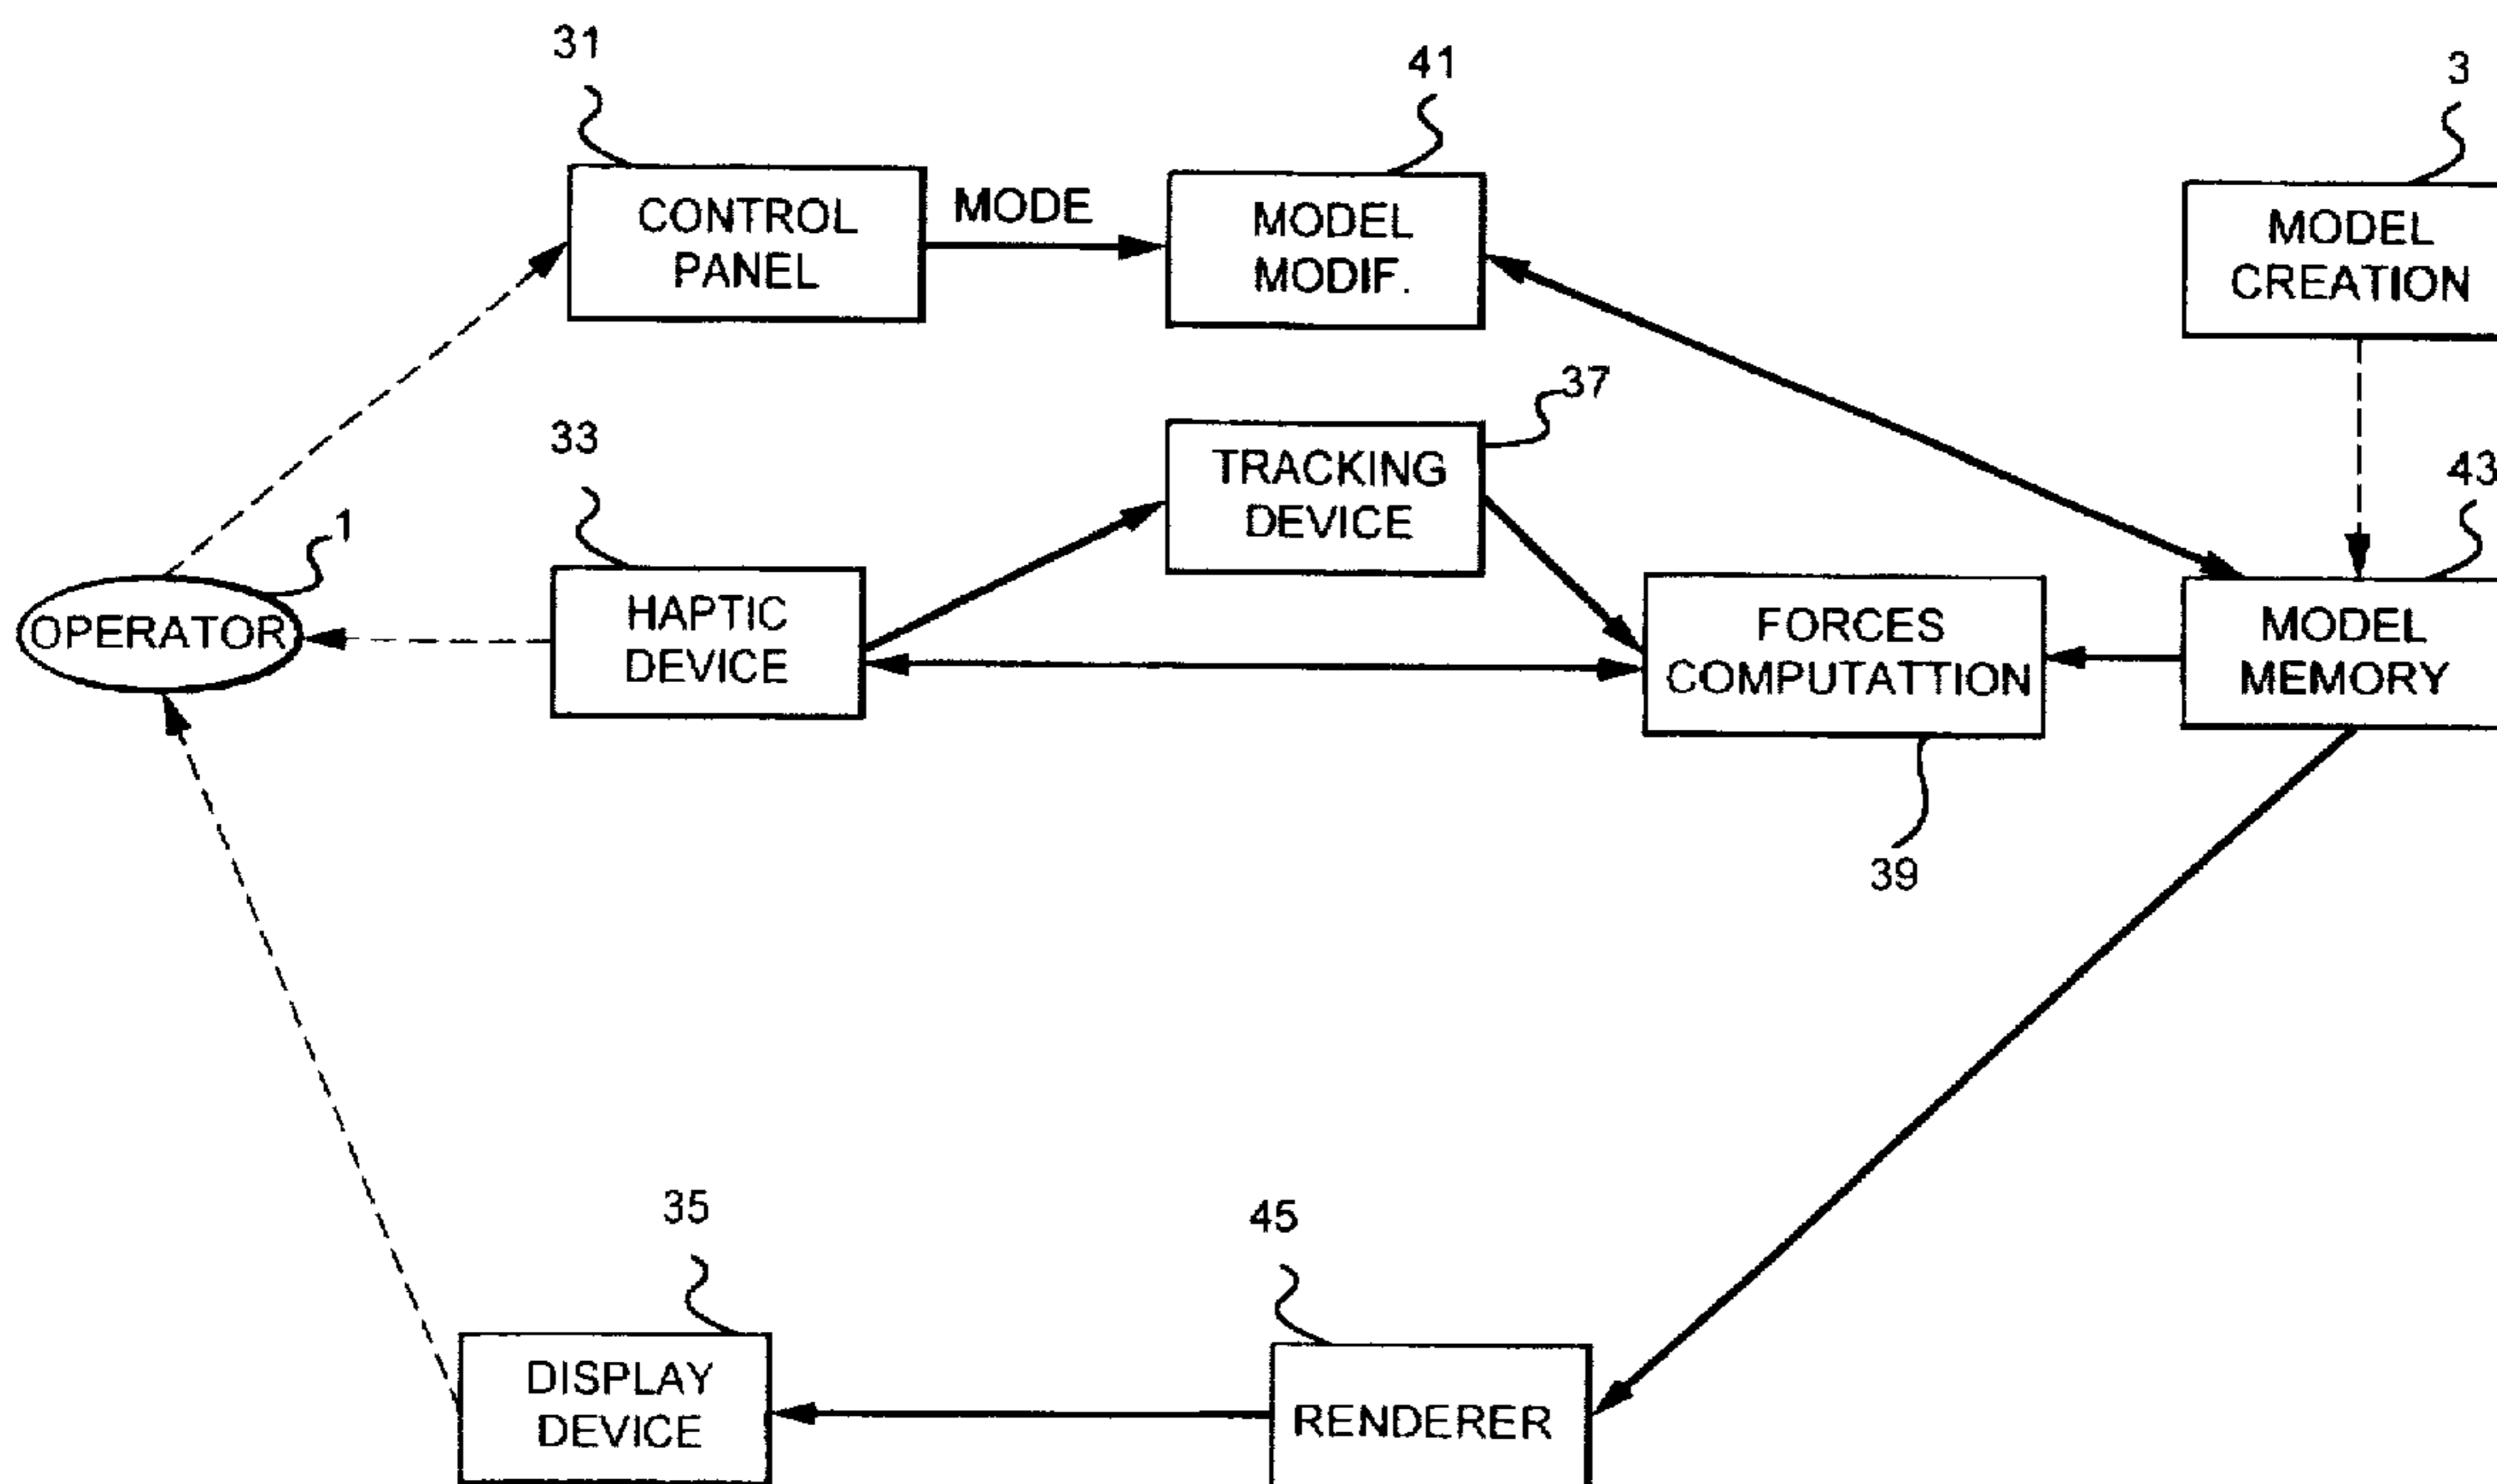 31
41
3
CONTROL
PANEL
MODE
MODEL
MODIF.
MODEL
CREATION
37
33
TRACKING
DEVICE
43
1
OPERATOR
HAPTIC
DEVICE
FORCES
COMPUTATTION
MODEL
MEMORY
39
35
45
DISPLAY
DEVICE
RENDERER